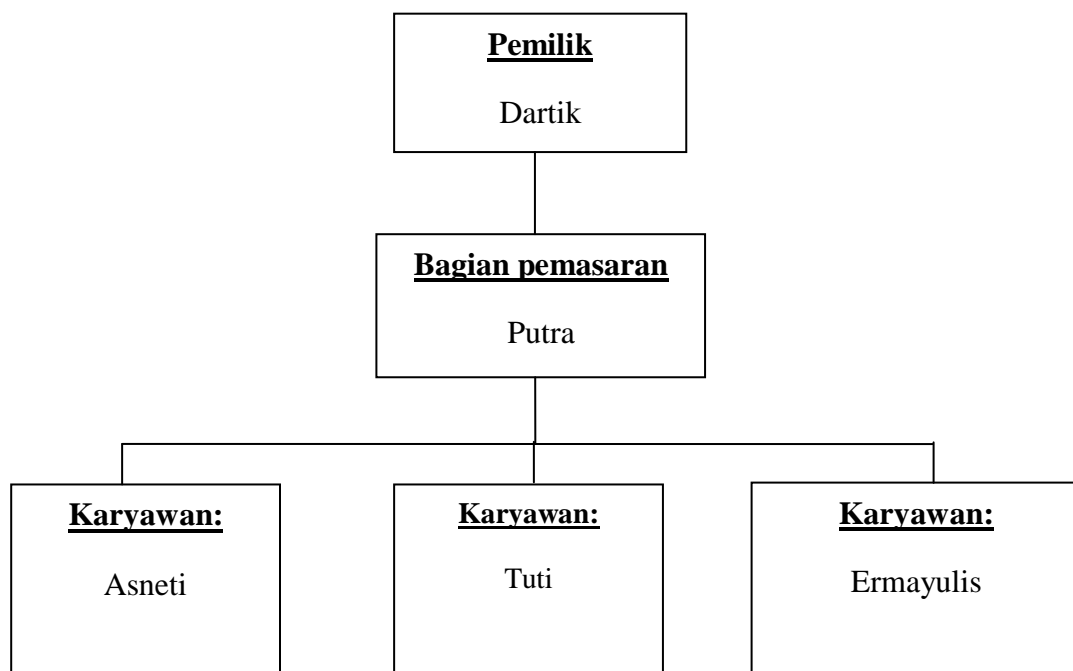 Pemilik
Dartik
Bagian pemasaran
Putra
Karyawan:
Asneti
Karyawan:
Tuti
Karyawan:
Ermayulis